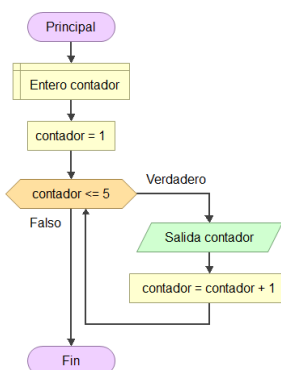 Principal
Entero contador
contador = 1
contador <= 5
Verdadero
Falso
Salida contador
contador = contador + 1
Fin